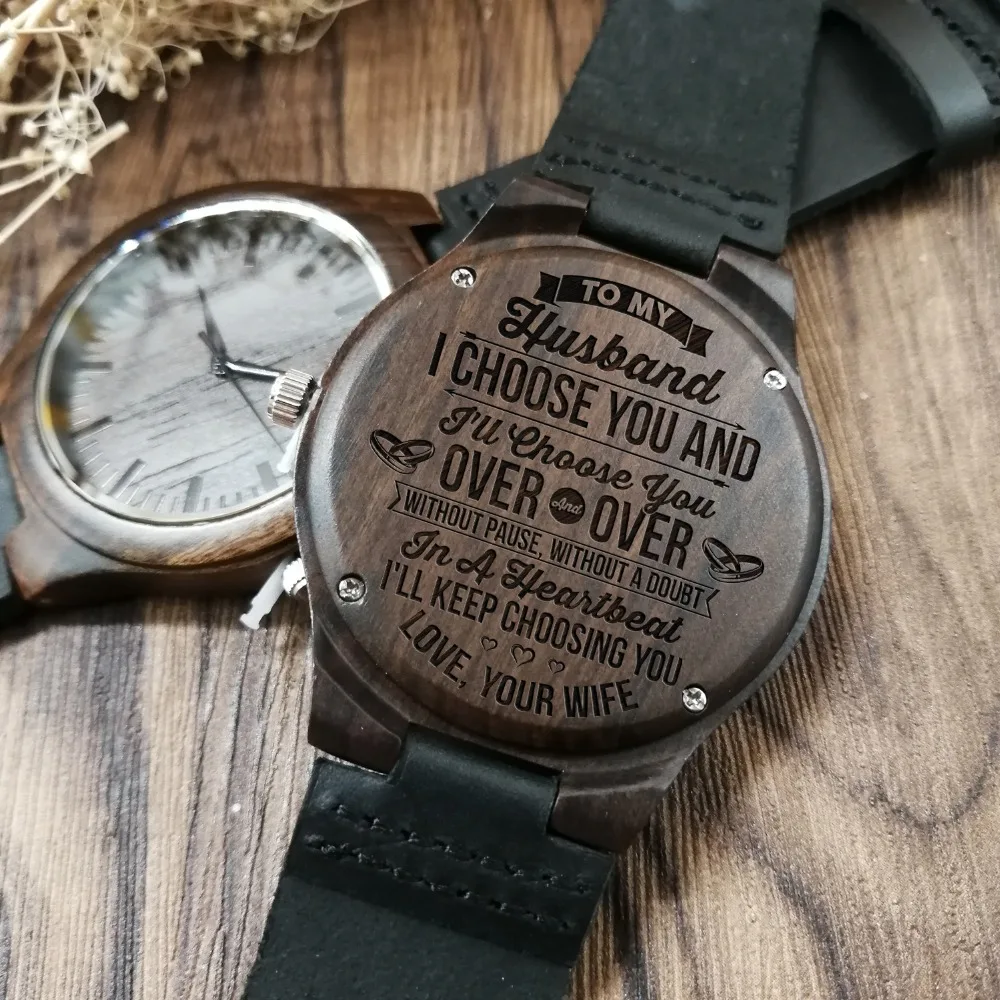 TO MY
Husband
I CHOOSE YOU AND
I'll Choose You
OVER And OVER
WITHOUT PAUSE, WITHOUT A DOUBT
In A Heartbeat
I'LL KEEP CHOOSING YOU
LOVE, YOUR WIFE